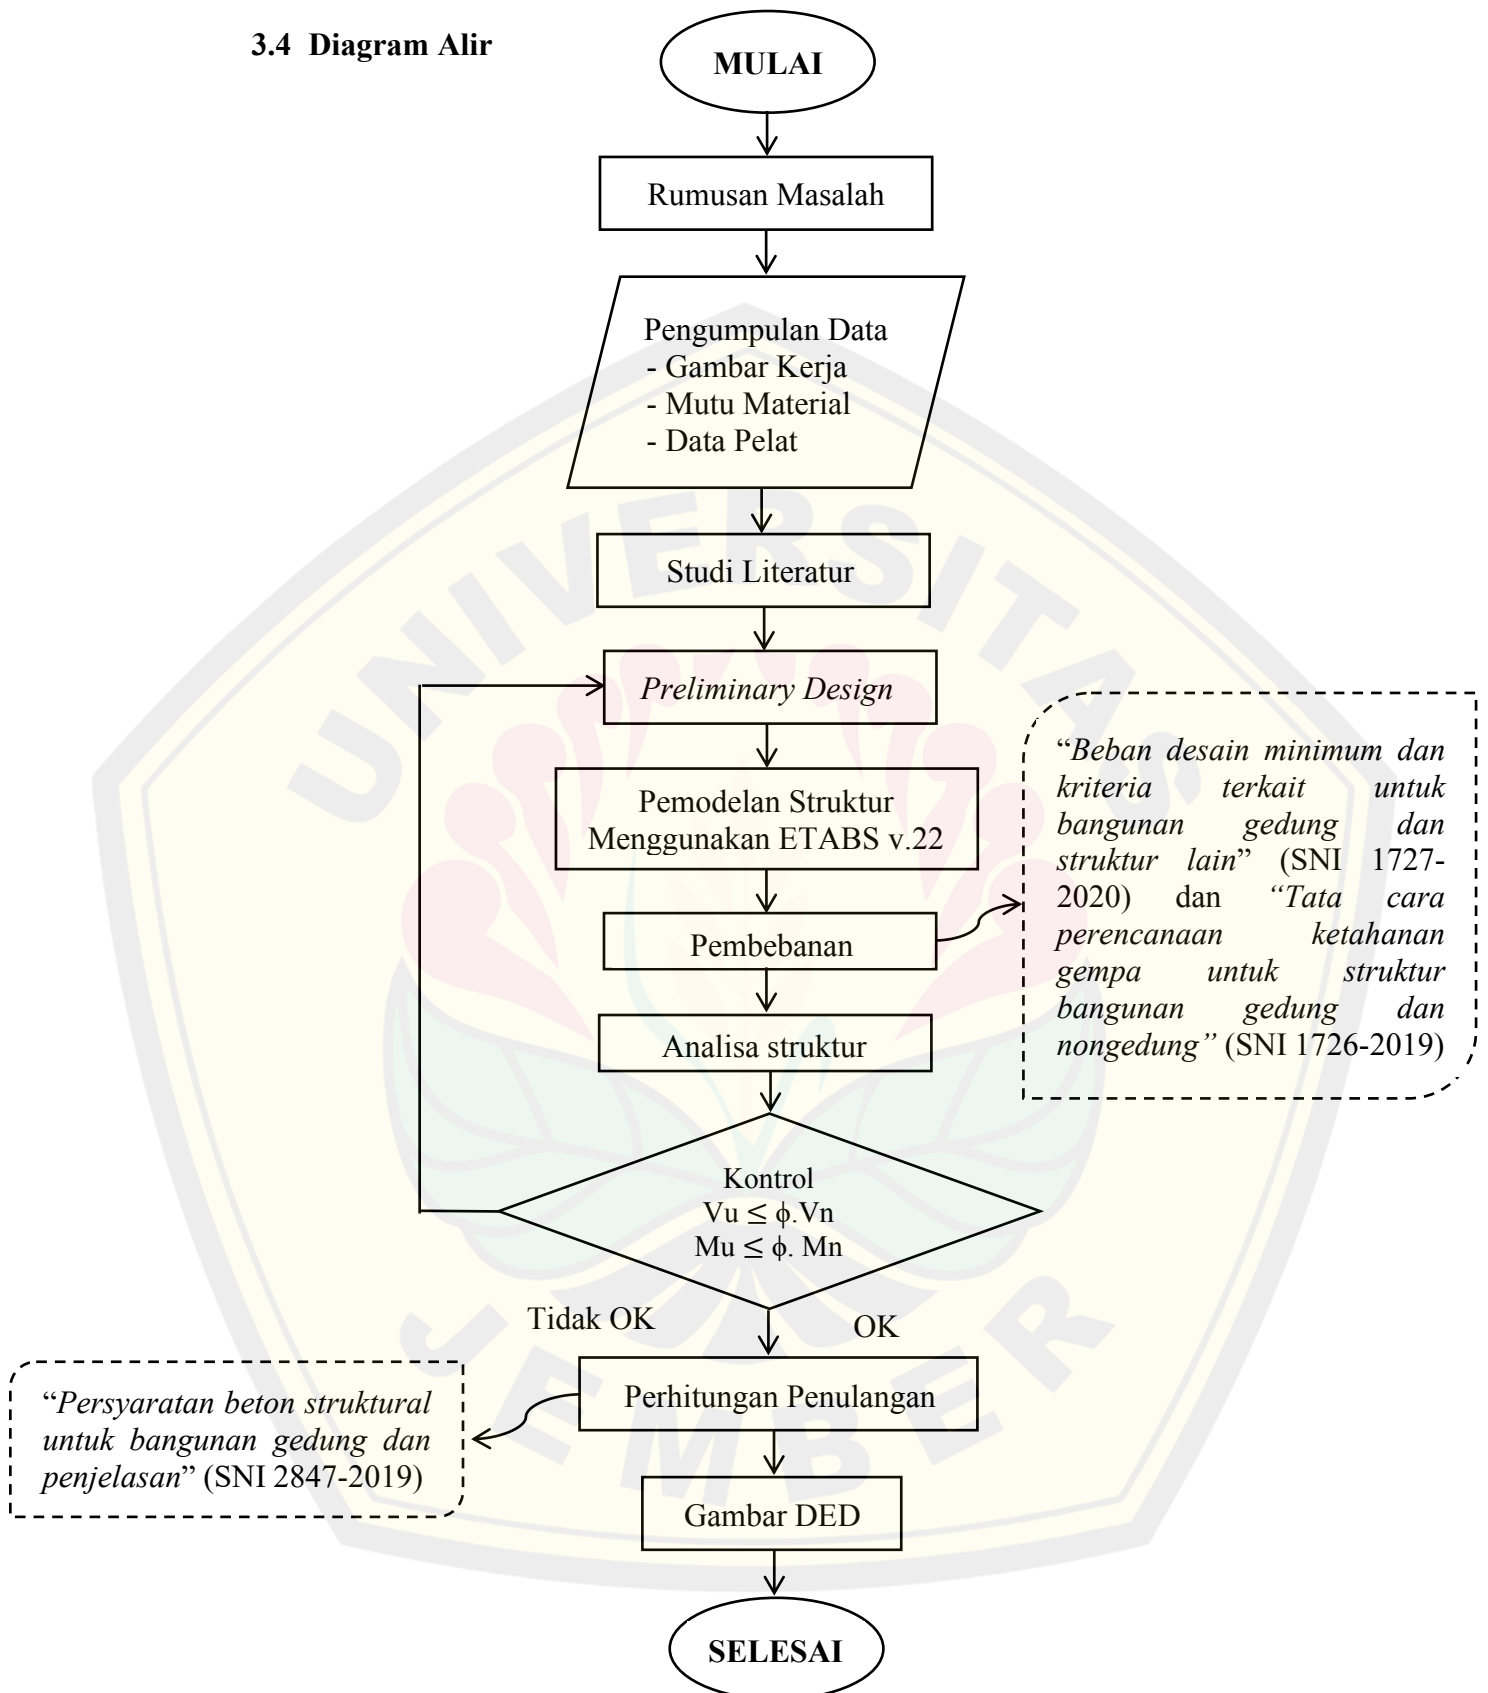 3.4 Diagram Alir
MULAI
Rumusan Masalah
Pengumpulan Data
- Gambar Kerja
- Mutu Material
- Data Pelat
Studi Literatur
Preliminary Design
Pemodelan Struktur
Menggunakan ETABS v.22
“Beban desain minimum dan
kriteria terkait untuk
bangunan gedung dan
struktur lain” (SNI 1727-
2020) dan “Tata cara
perencanaan ketahanan
gempa untuk struktur
bangunan gedung dan
nongedung” (SNI 1726-2019)
Pembebanan
Analisa struktur
Kontrol
Vu ≤ ϕ.Vn
Mu ≤ ϕ. Mn
Tidak OK
OK
Perhitungan Penulangan
“Persyaratan beton struktural
untuk bangunan gedung dan
penjelasan” (SNI 2847-2019)
Gambar DED
SELESAI
UNIVERSITAS
JEMBER